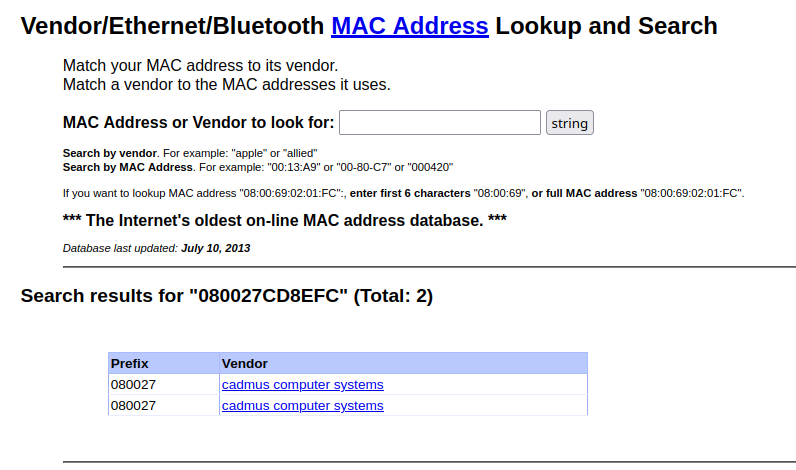 Vendor/Ethernet/Bluetooth MAC Address Lookup and Search
Match your MAC address to its vendor.
Match a vendor to the MAC addresses it uses.
MAC Address or Vendor to look for: string
Search by vendor. For example: "apple" or "allied"
Search by MAC Address. For example: "00:13:A9" or "00-80-C7" or "000420"
If you want to lookup MAC address "08:00:69:02:01:FC":, enter first 6 characters "08:00:69", or full MAC address "08:00:69:02:01:FC".
*** The Internet's oldest on-line MAC address database. ***
Database last updated: July 10, 2013
Search results for "080027CD8EFC" (Total: 2)
Prefix Vendor
080027 cadmus computer systems
080027 cadmus computer systems